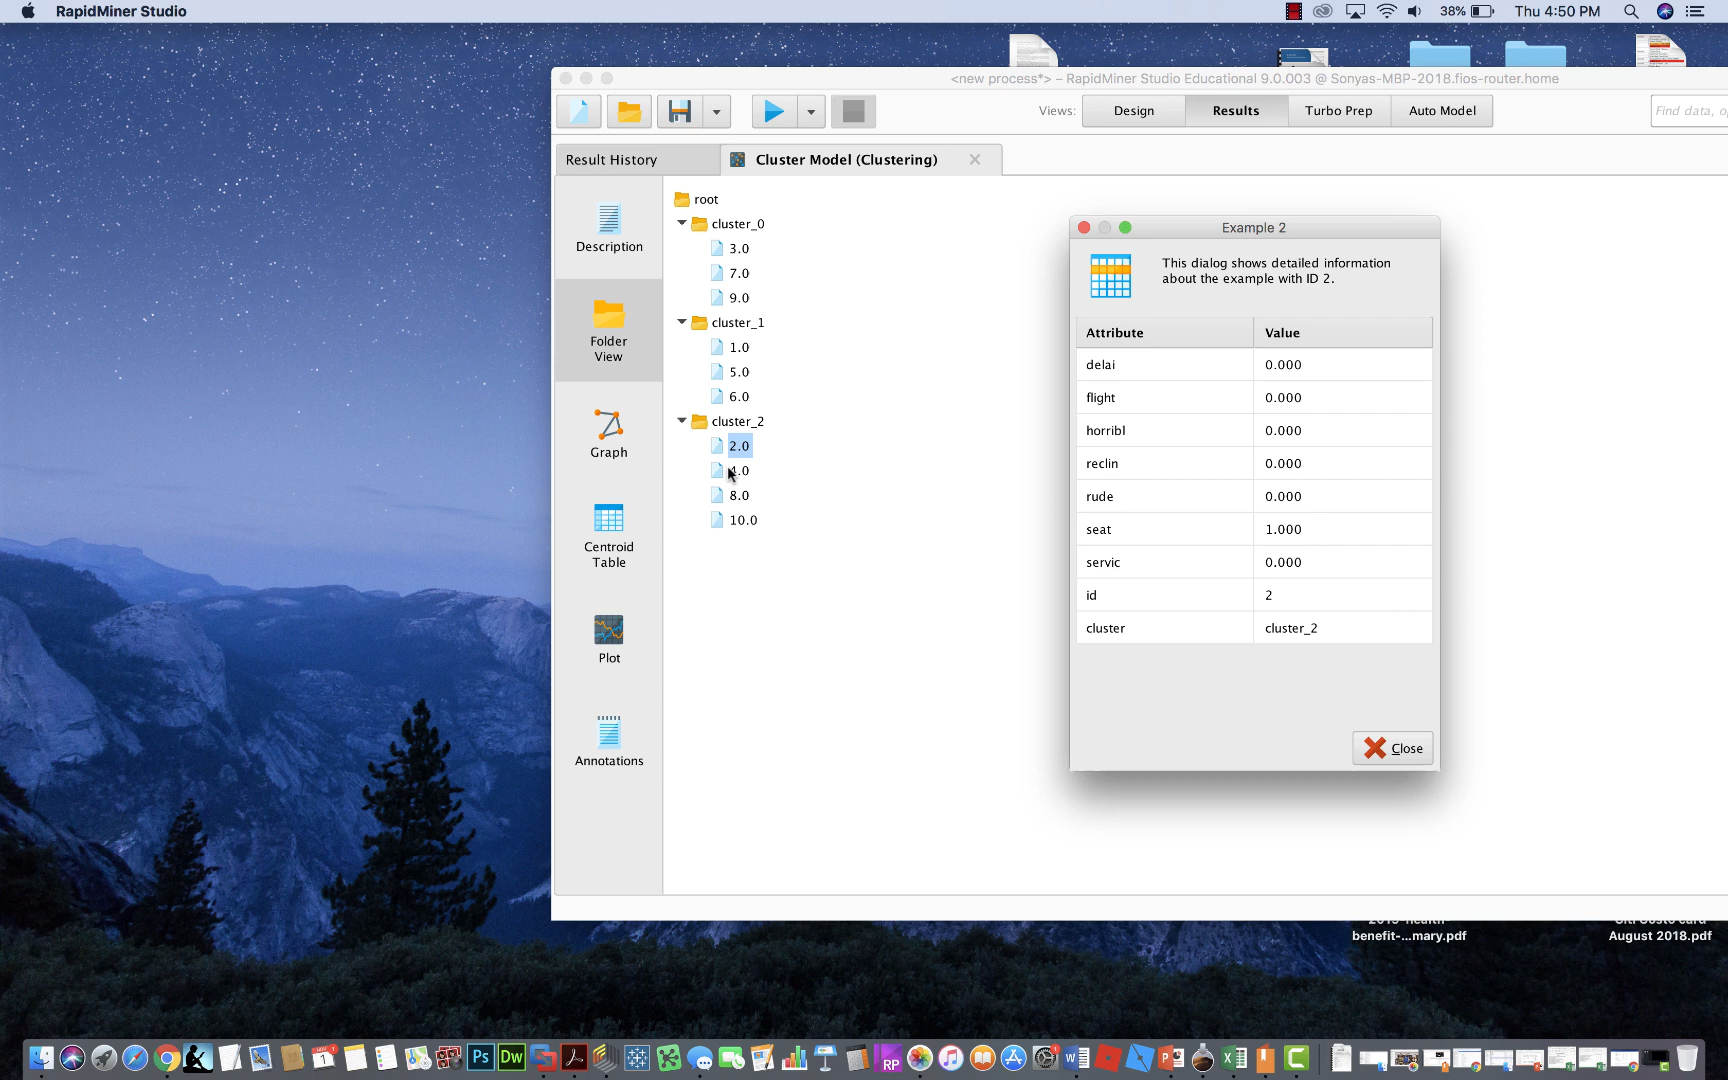 RapidMiner Studio
38%
Thu 4:50 PM
<new process*> – RapidMiner Studio Educational 9.0.003 @ Sonyas-MBP-2018.fios-router.home
Views:
Design
Results
Turbo Prep
Auto Model
Find data, o
Result History
Cluster Model (Clustering)
Description
Folder
View
Graph
Centroid
Table
Plot
Annotations
root
cluster_0
3.0
7.0
9.0
cluster_1
1.0
5.0
6.0
cluster_2
2.0
4.0
8.0
10.0
Example 2
This dialog shows detailed information
about the example with ID 2.
Attribute Value
delai 0.000
flight 0.000
horribl 0.000
reclin 0.000
rude 0.000
seat 1.000
servic 0.000
id 2
cluster cluster_2
Close
benefit-...mary.pdf
August 2018.pdf
Ps
Dw
RP